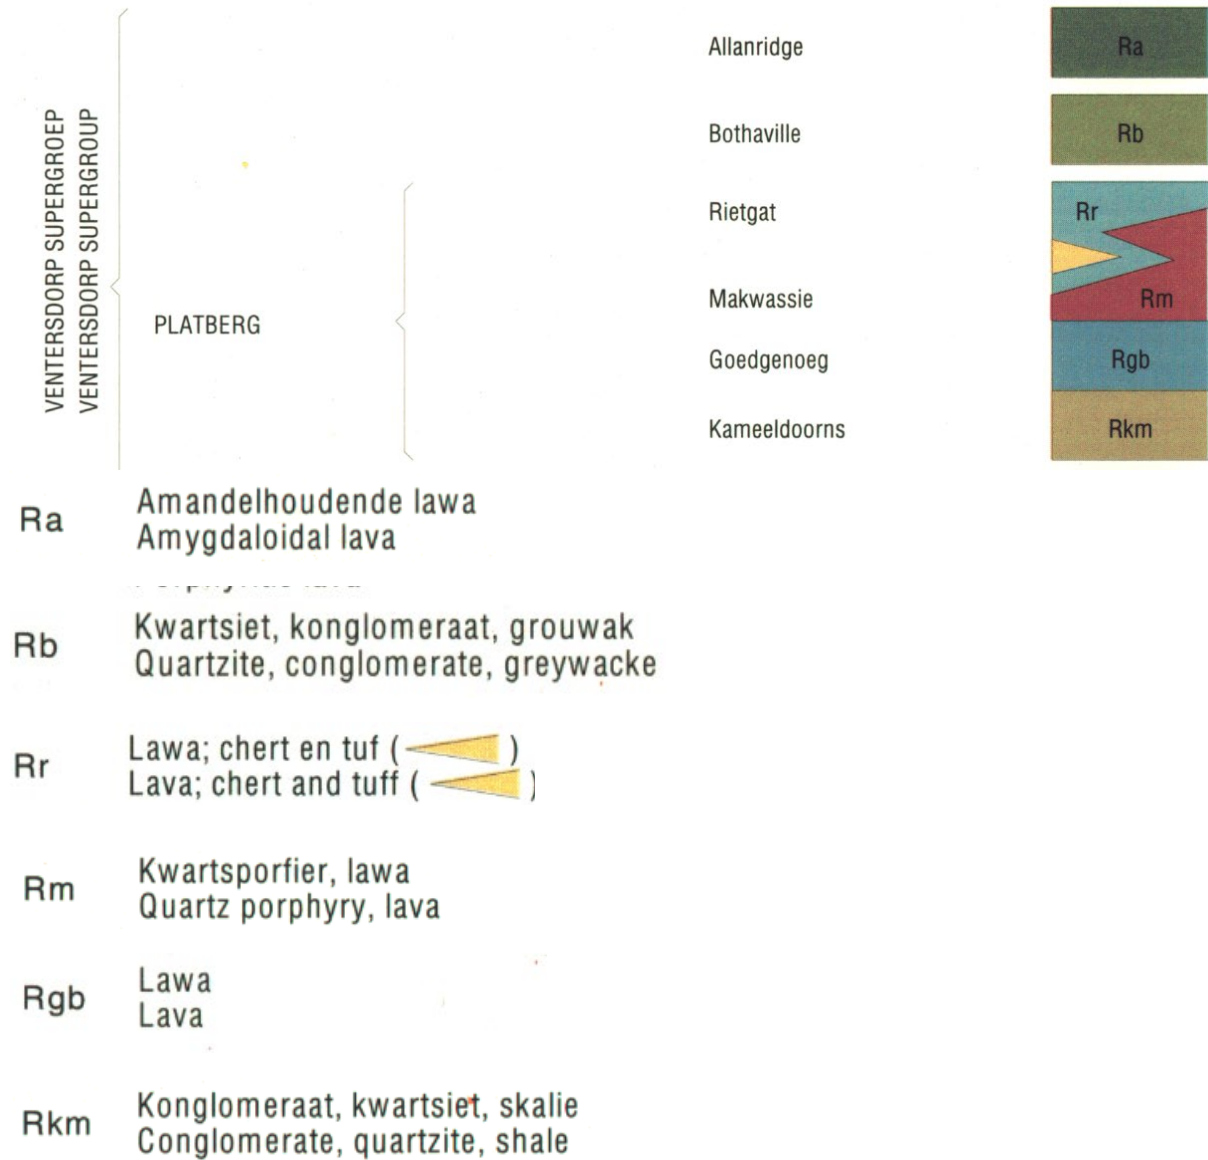 VENTERSDORP SUPERGROEP
VENTERSDORP SUPERGROUP
PLATBERG
Allanridge
Ra
Bothaville
Rb
Rietgat
Rr
Makwassie
Rm
Goedgenoeg
Rgb
Kameeldoorns
Rkm
Ra
Amandelhoudende lawa
Amygdaloidal lava
Rb
Kwartsiet, konglomeraat, grouwak
Quartzite, conglomerate, greywacke
Rr
Lawa; chert en tuf ( )
Lava; chert and tuff ( )
Rm
Kwartsporfier, lawa
Quartz porphyry, lava
Rgb
Lawa
Lava
Rkm
Konglomeraat, kwartsiet, skalie
Conglomerate, quartzite, shale